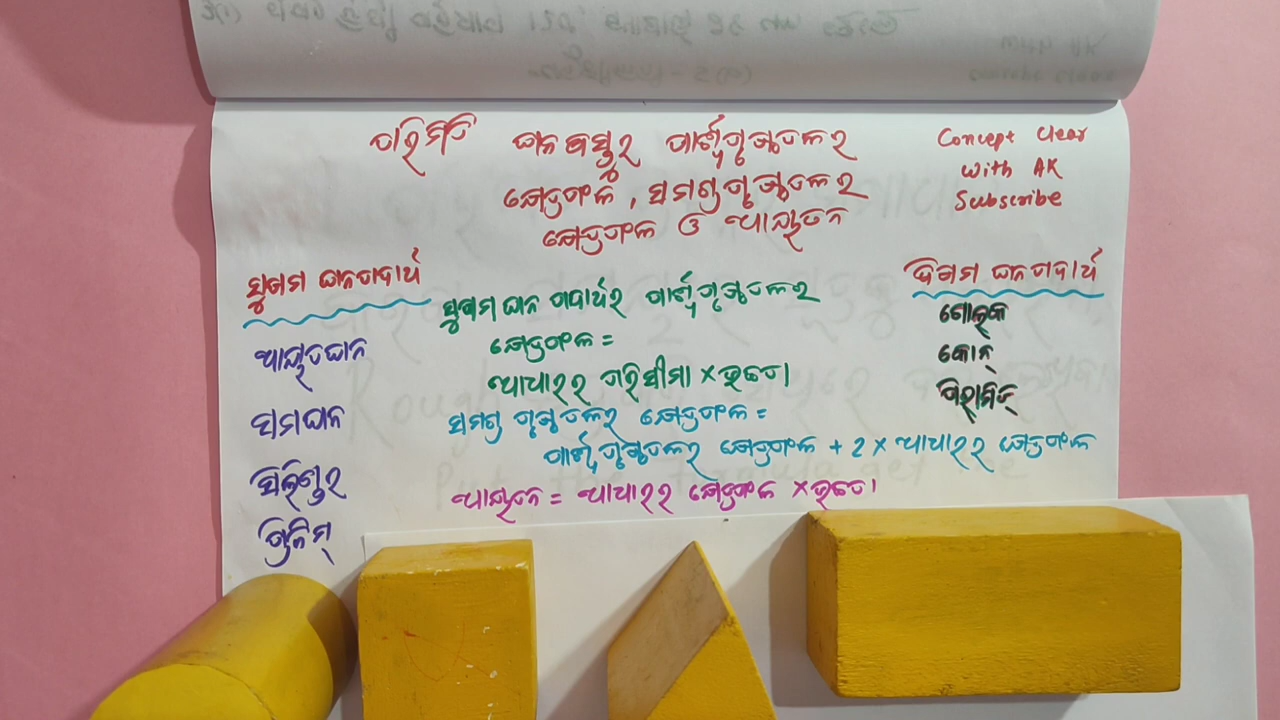 ପରିମିତି ଘନବସ୍ତୁର ପାର୍ଶ୍ୱପୃଷ୍ଠତଳର
କ୍ଷେତ୍ରଫଳ, ସମଗ୍ରପୃଷ୍ଠତଳର
କ୍ଷେତ୍ରଫଳ ଓ ଆୟତନ
Concept Clear
With AK
Subscribe
ସୁଷମ ଘନପଦାର୍ଥ
ଆୟତଘନ
ସମଘନ
ସିଲିଣ୍ଡର
ପ୍ରିଜିମ୍
ସୁଷମ ଘନ ପଦାର୍ଥର ପାର୍ଶ୍ୱପୃଷ୍ଠତଳର
କ୍ଷେତ୍ରଫଳ =
ଆଧାରର ପରିସୀମା × ଉଚ୍ଚତା
ସମଗ୍ର ପୃଷ୍ଠତଳର କ୍ଷେତ୍ରଫଳ =
ପାର୍ଶ୍ୱପୃଷ୍ଠତଳର କ୍ଷେତ୍ରଫଳ + 2 × ଆଧାରର କ୍ଷେତ୍ରଫଳ
ଆୟତନ = ଆଧାରର କ୍ଷେତ୍ରଫଳ × ଉଚ୍ଚତା
ବିଷମ ଘନପଦାର୍ଥ
ଗୋଲକ
କୋନ୍
ପିରାମିଡ୍